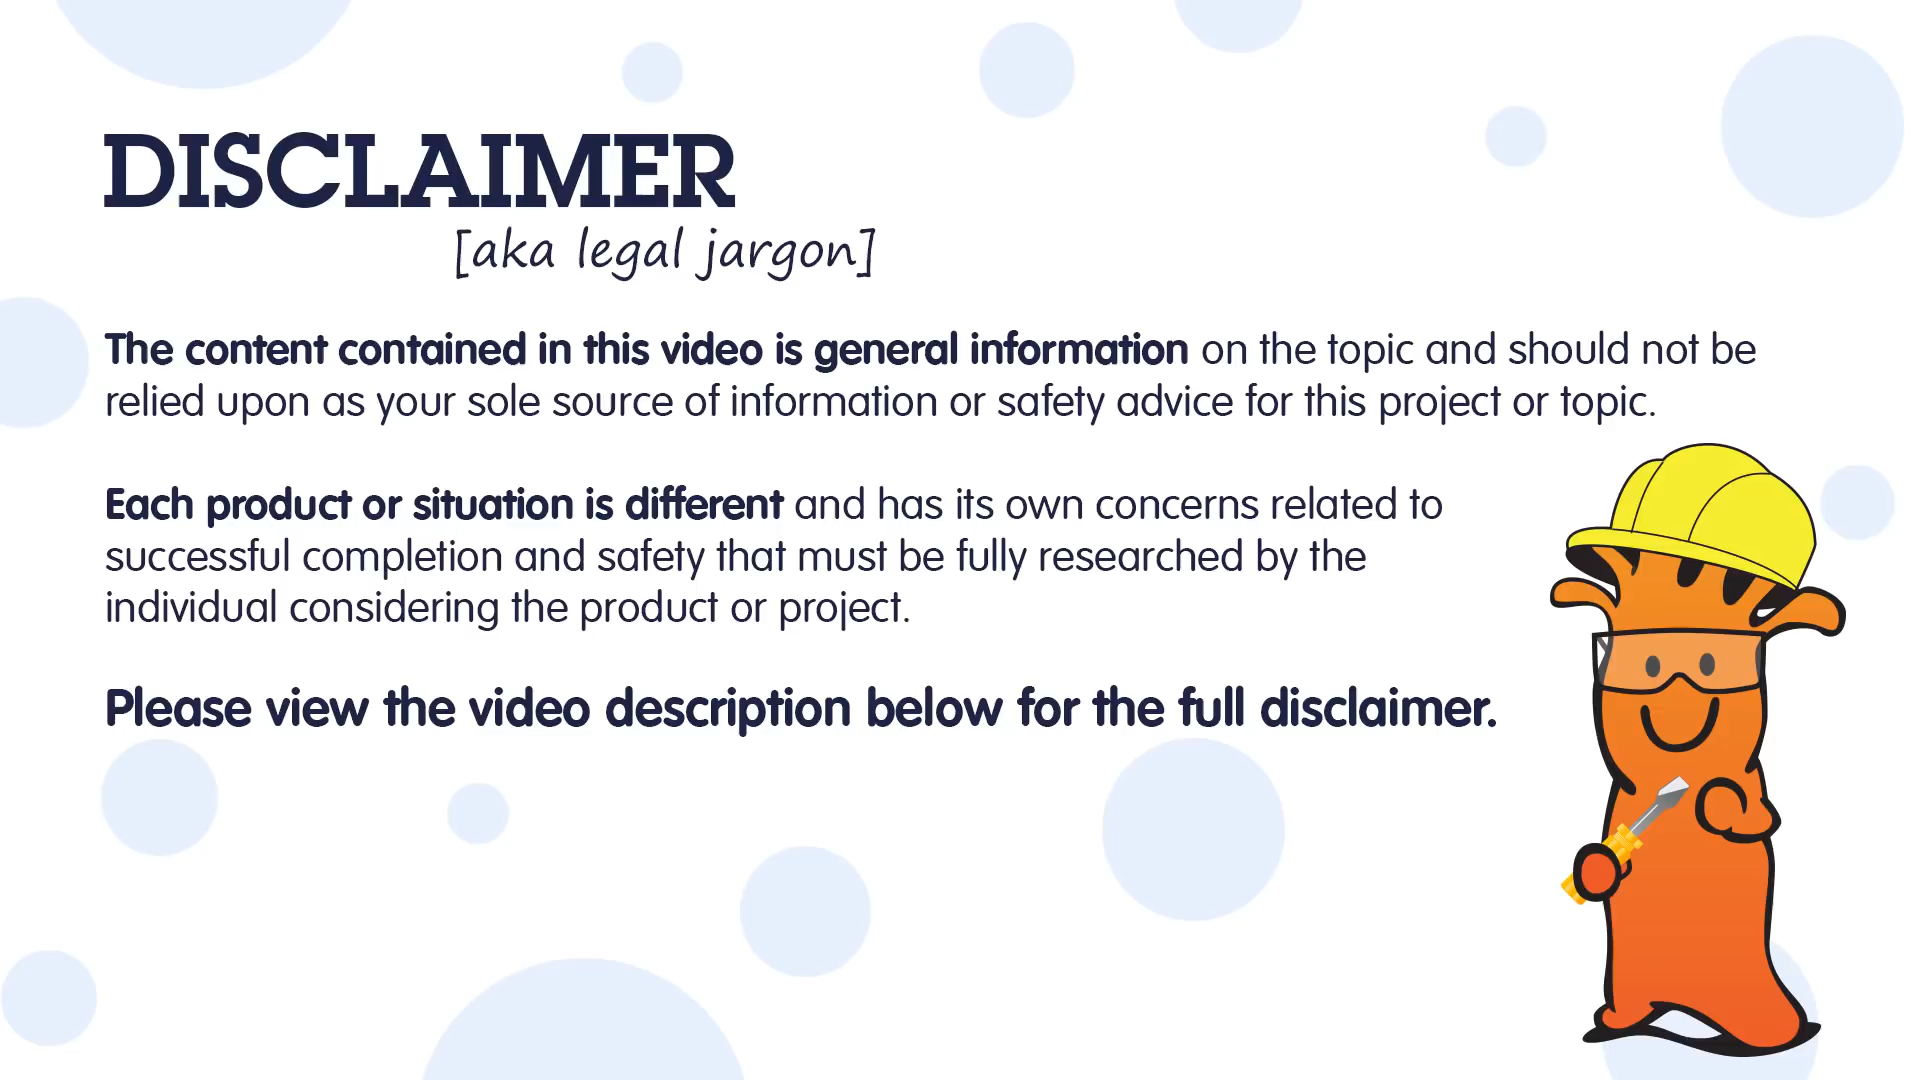 DISCLAIMER
[aka legal jargon]
The content contained in this video is general information on the topic and should not be
relied upon as your sole source of information or safety advice for this project or topic.
Each product or situation is different and has its own concerns related to
successful completion and safety that must be fully researched by the
individual considering the product or project.
Please view the video description below for the full disclaimer.